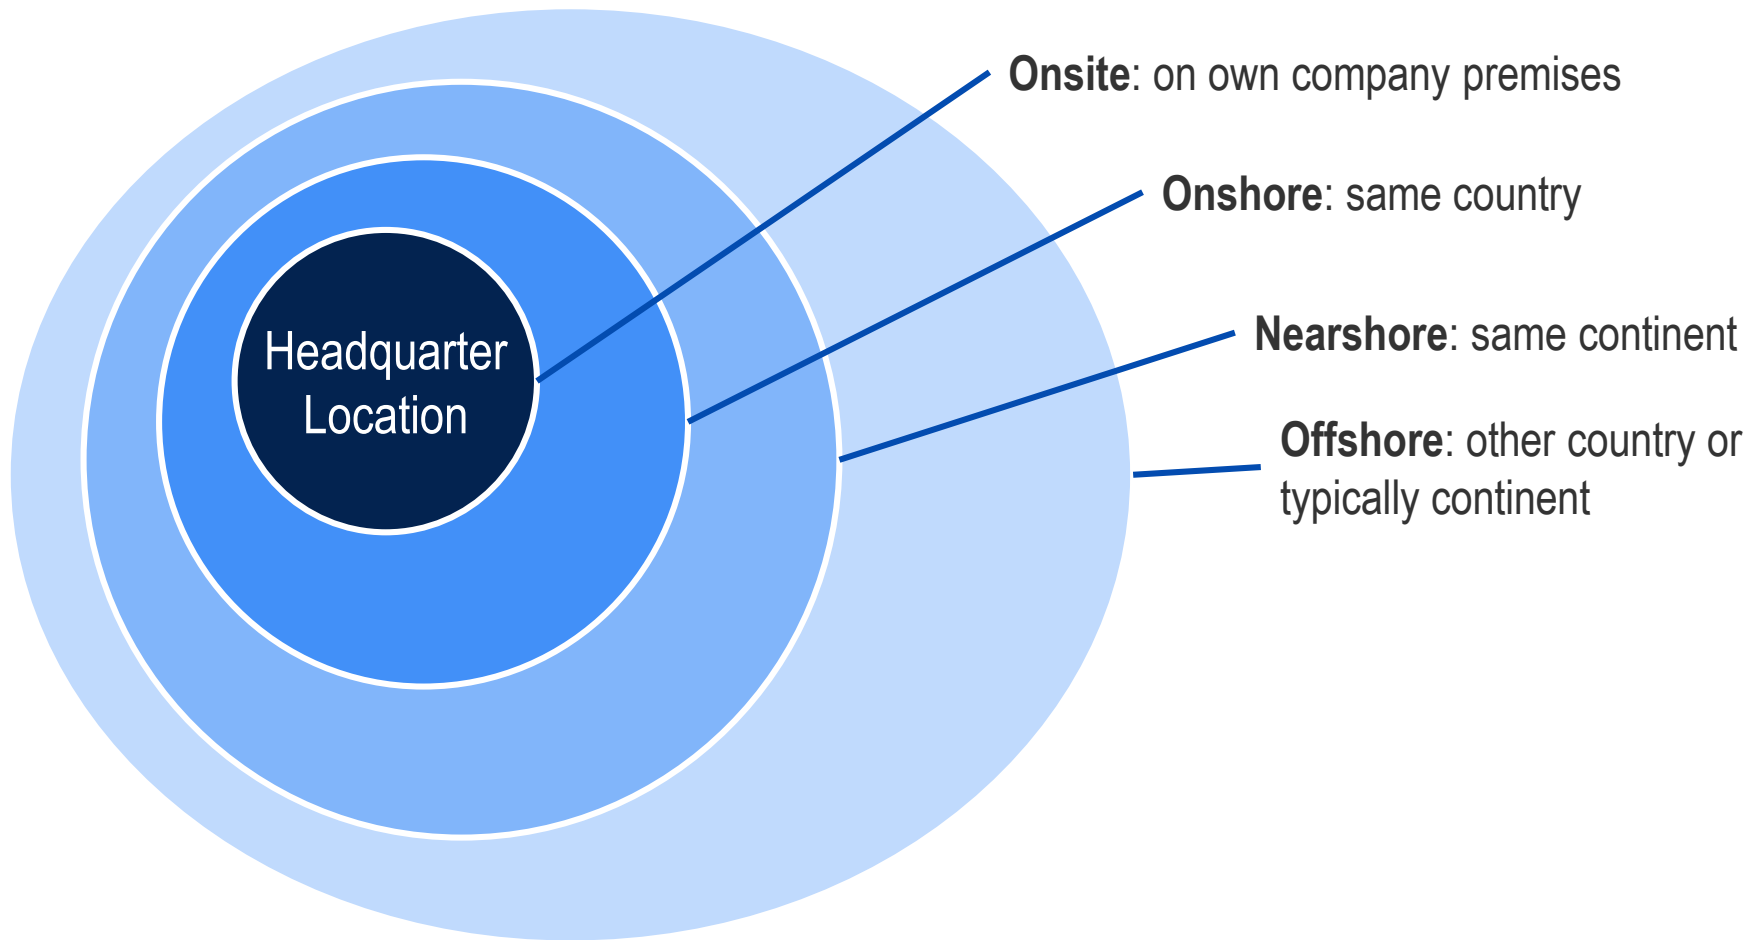 Onsite: on own company premises
Onshore: same country
Headquarter
Location
Nearshore: same continent
Offshore: other country or
typically continent